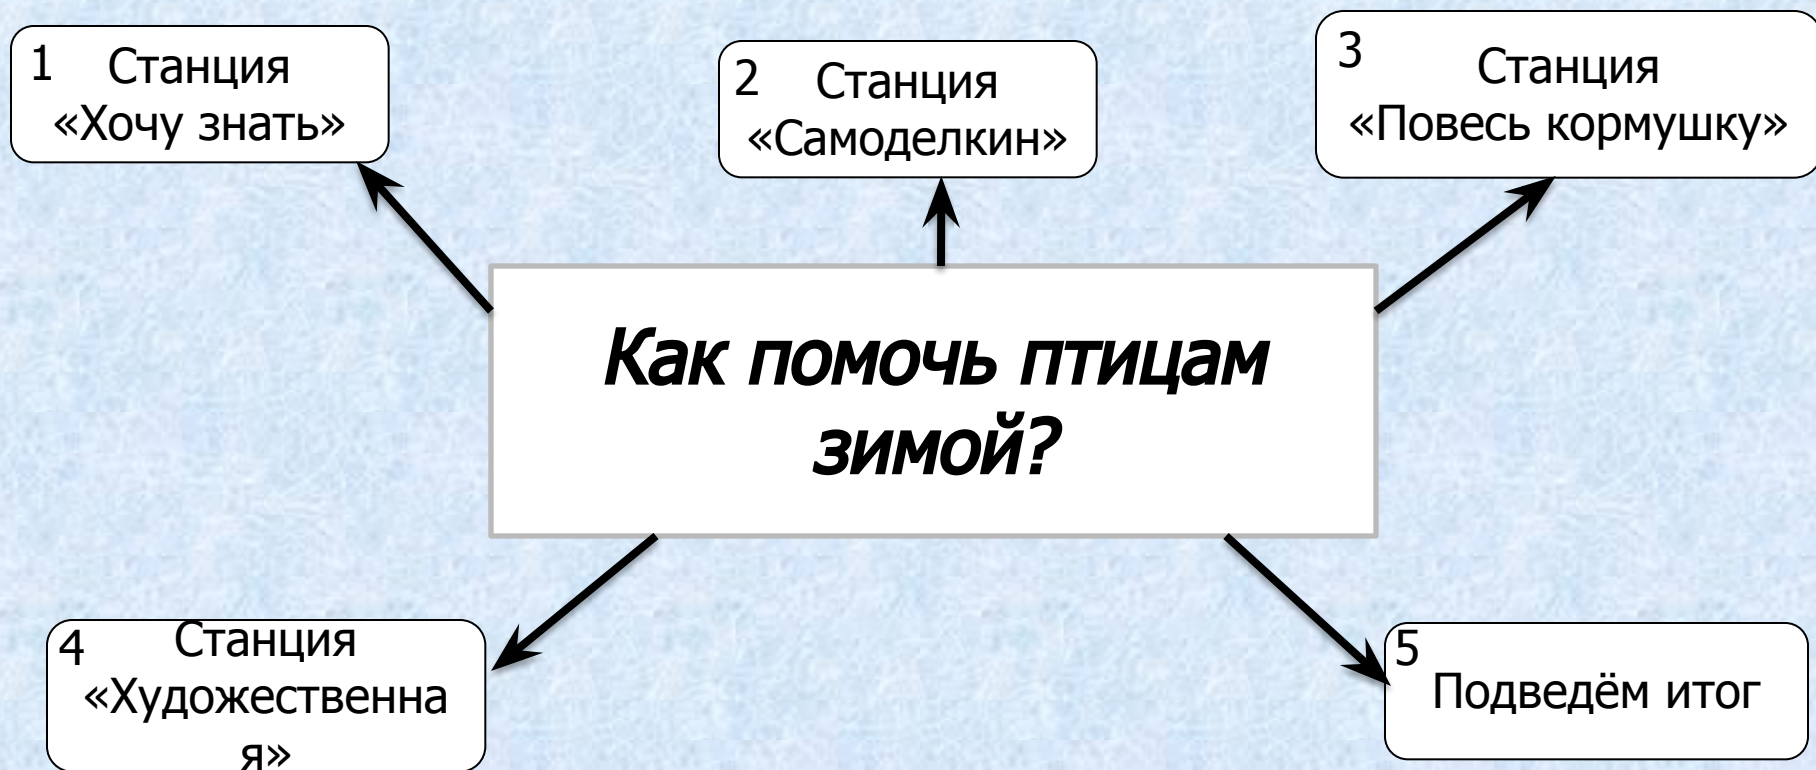 1 Станция
«Хочу знать»
2 Станция
«Самоделкин»
3 Станция
«Повесь кормушку»
Как помочь птицам
зимой?
4 Станция
«Художественна
я»
5
Подведём итог